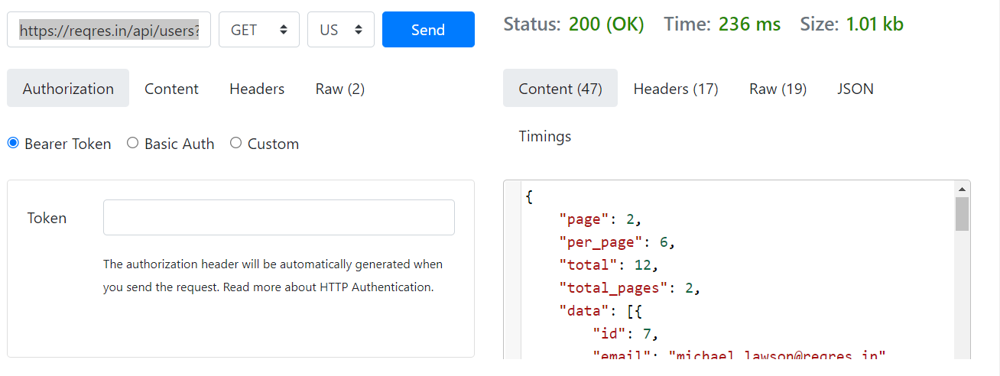 https://reqres.in/api/users?
GET
US
Send
Authorization
Content
Headers
Raw (2)
Bearer Token
Basic Auth
Custom
Token
The authorization header will be automatically generated when
you send the request. Read more about HTTP Authentication.
Status: 200 (OK) Time: 236 ms Size: 1.01 kb
Content (47)
Headers (17)
Raw (19)
JSON
Timings
{
"page": 2,
"per_page": 6,
"total": 12,
"total_pages": 2,
"data": [{
"id": 7,
"email": "michael.lawson@reqres.in"